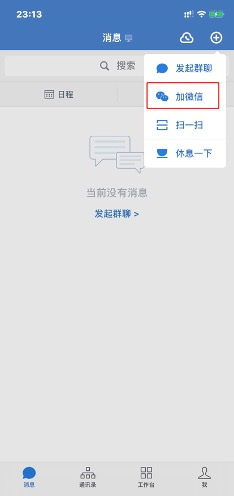 23:13
消息
搜索
日程
发起群聊
加微信
扫一扫
休息一下
当前没有消息
发起群聊 >
消息
通讯录
工作台
我